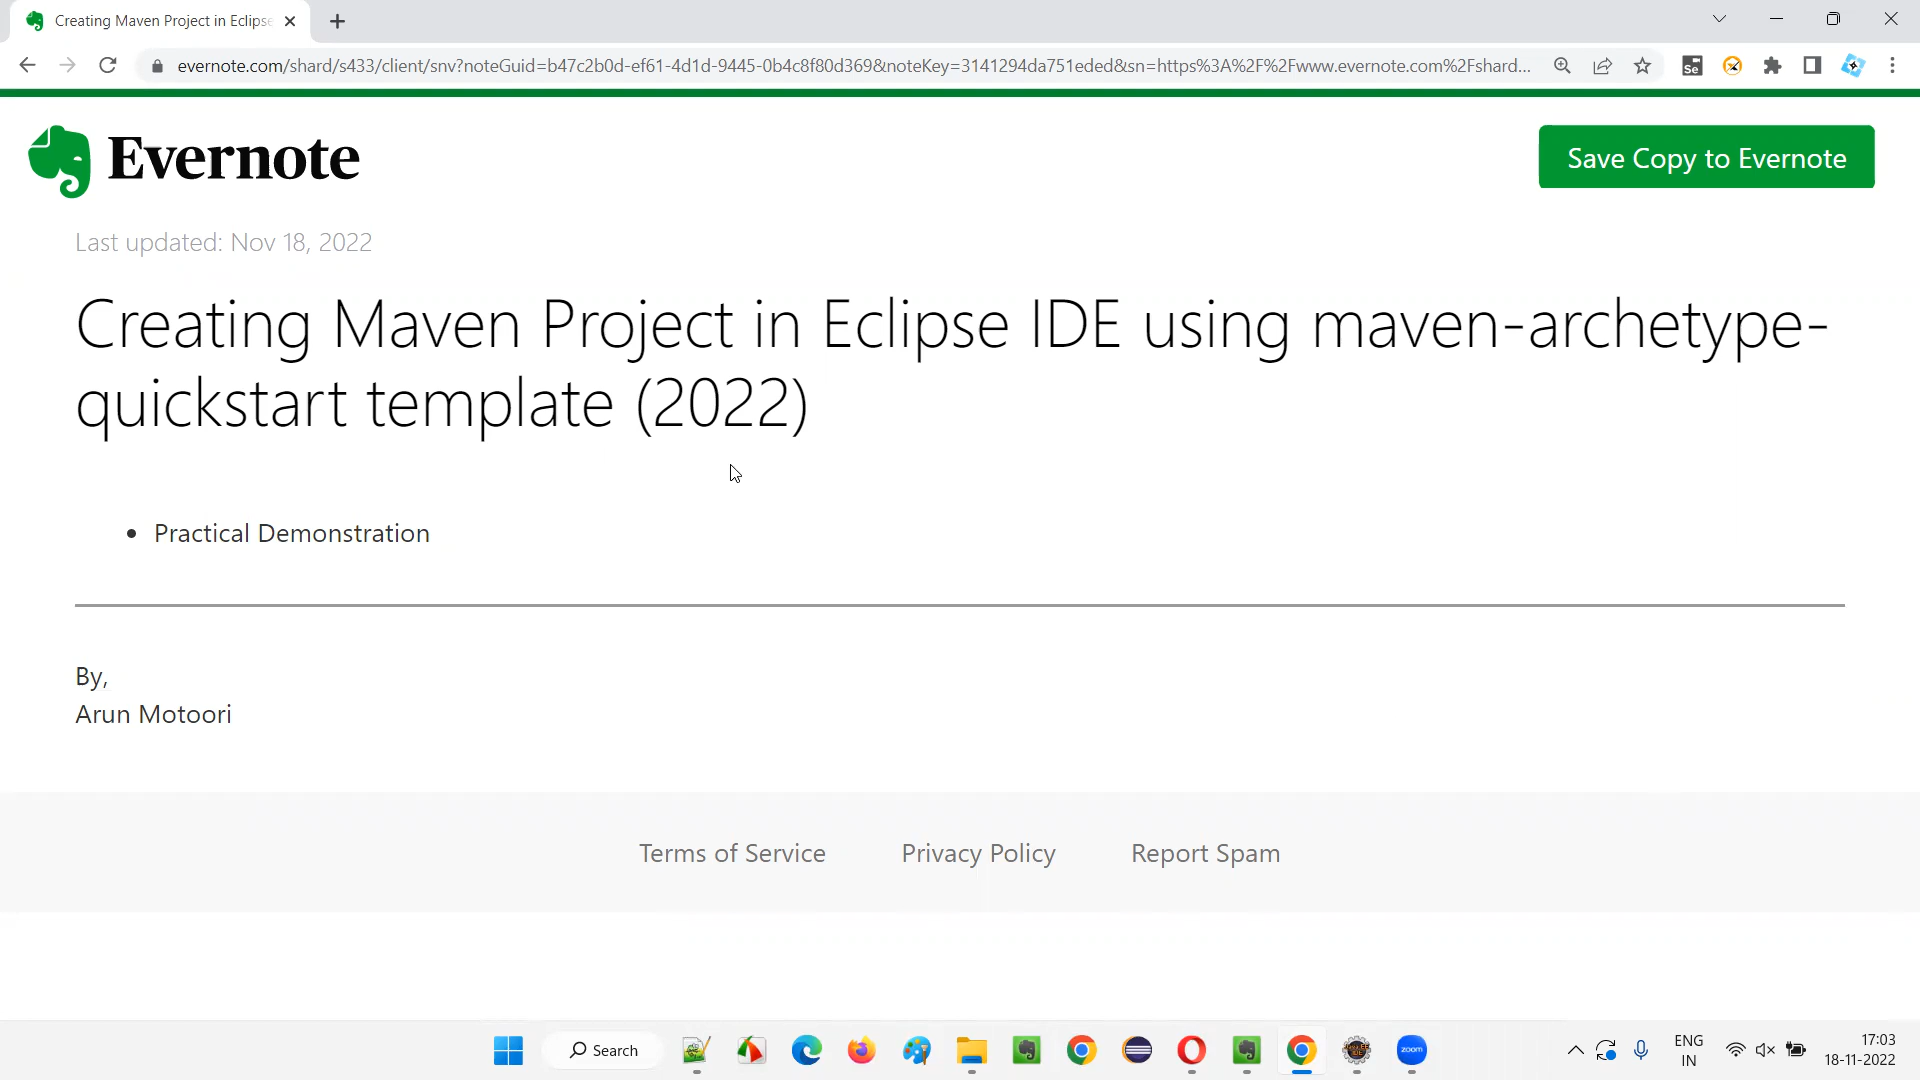 Creating Maven Project in Eclipse
evernote.com/shard/s433/client/snv?noteGuid=b47c2b0d-ef61-4d1d-9445-0b4c8f80d369&noteKey=3141294da751eded&sn=https%3A%2F%2Fwww.evernote.com%2Fshard...
Se
Evernote
Save Copy to Evernote
Last updated: Nov 18, 2022
Creating Maven Project in Eclipse IDE using maven-archetype-
quickstart template (2022)
• Practical Demonstration
By,
Arun Motoori
Terms of Service Privacy Policy Report Spam
Search
zoom
ENG
IN
17:03
18-11-2022